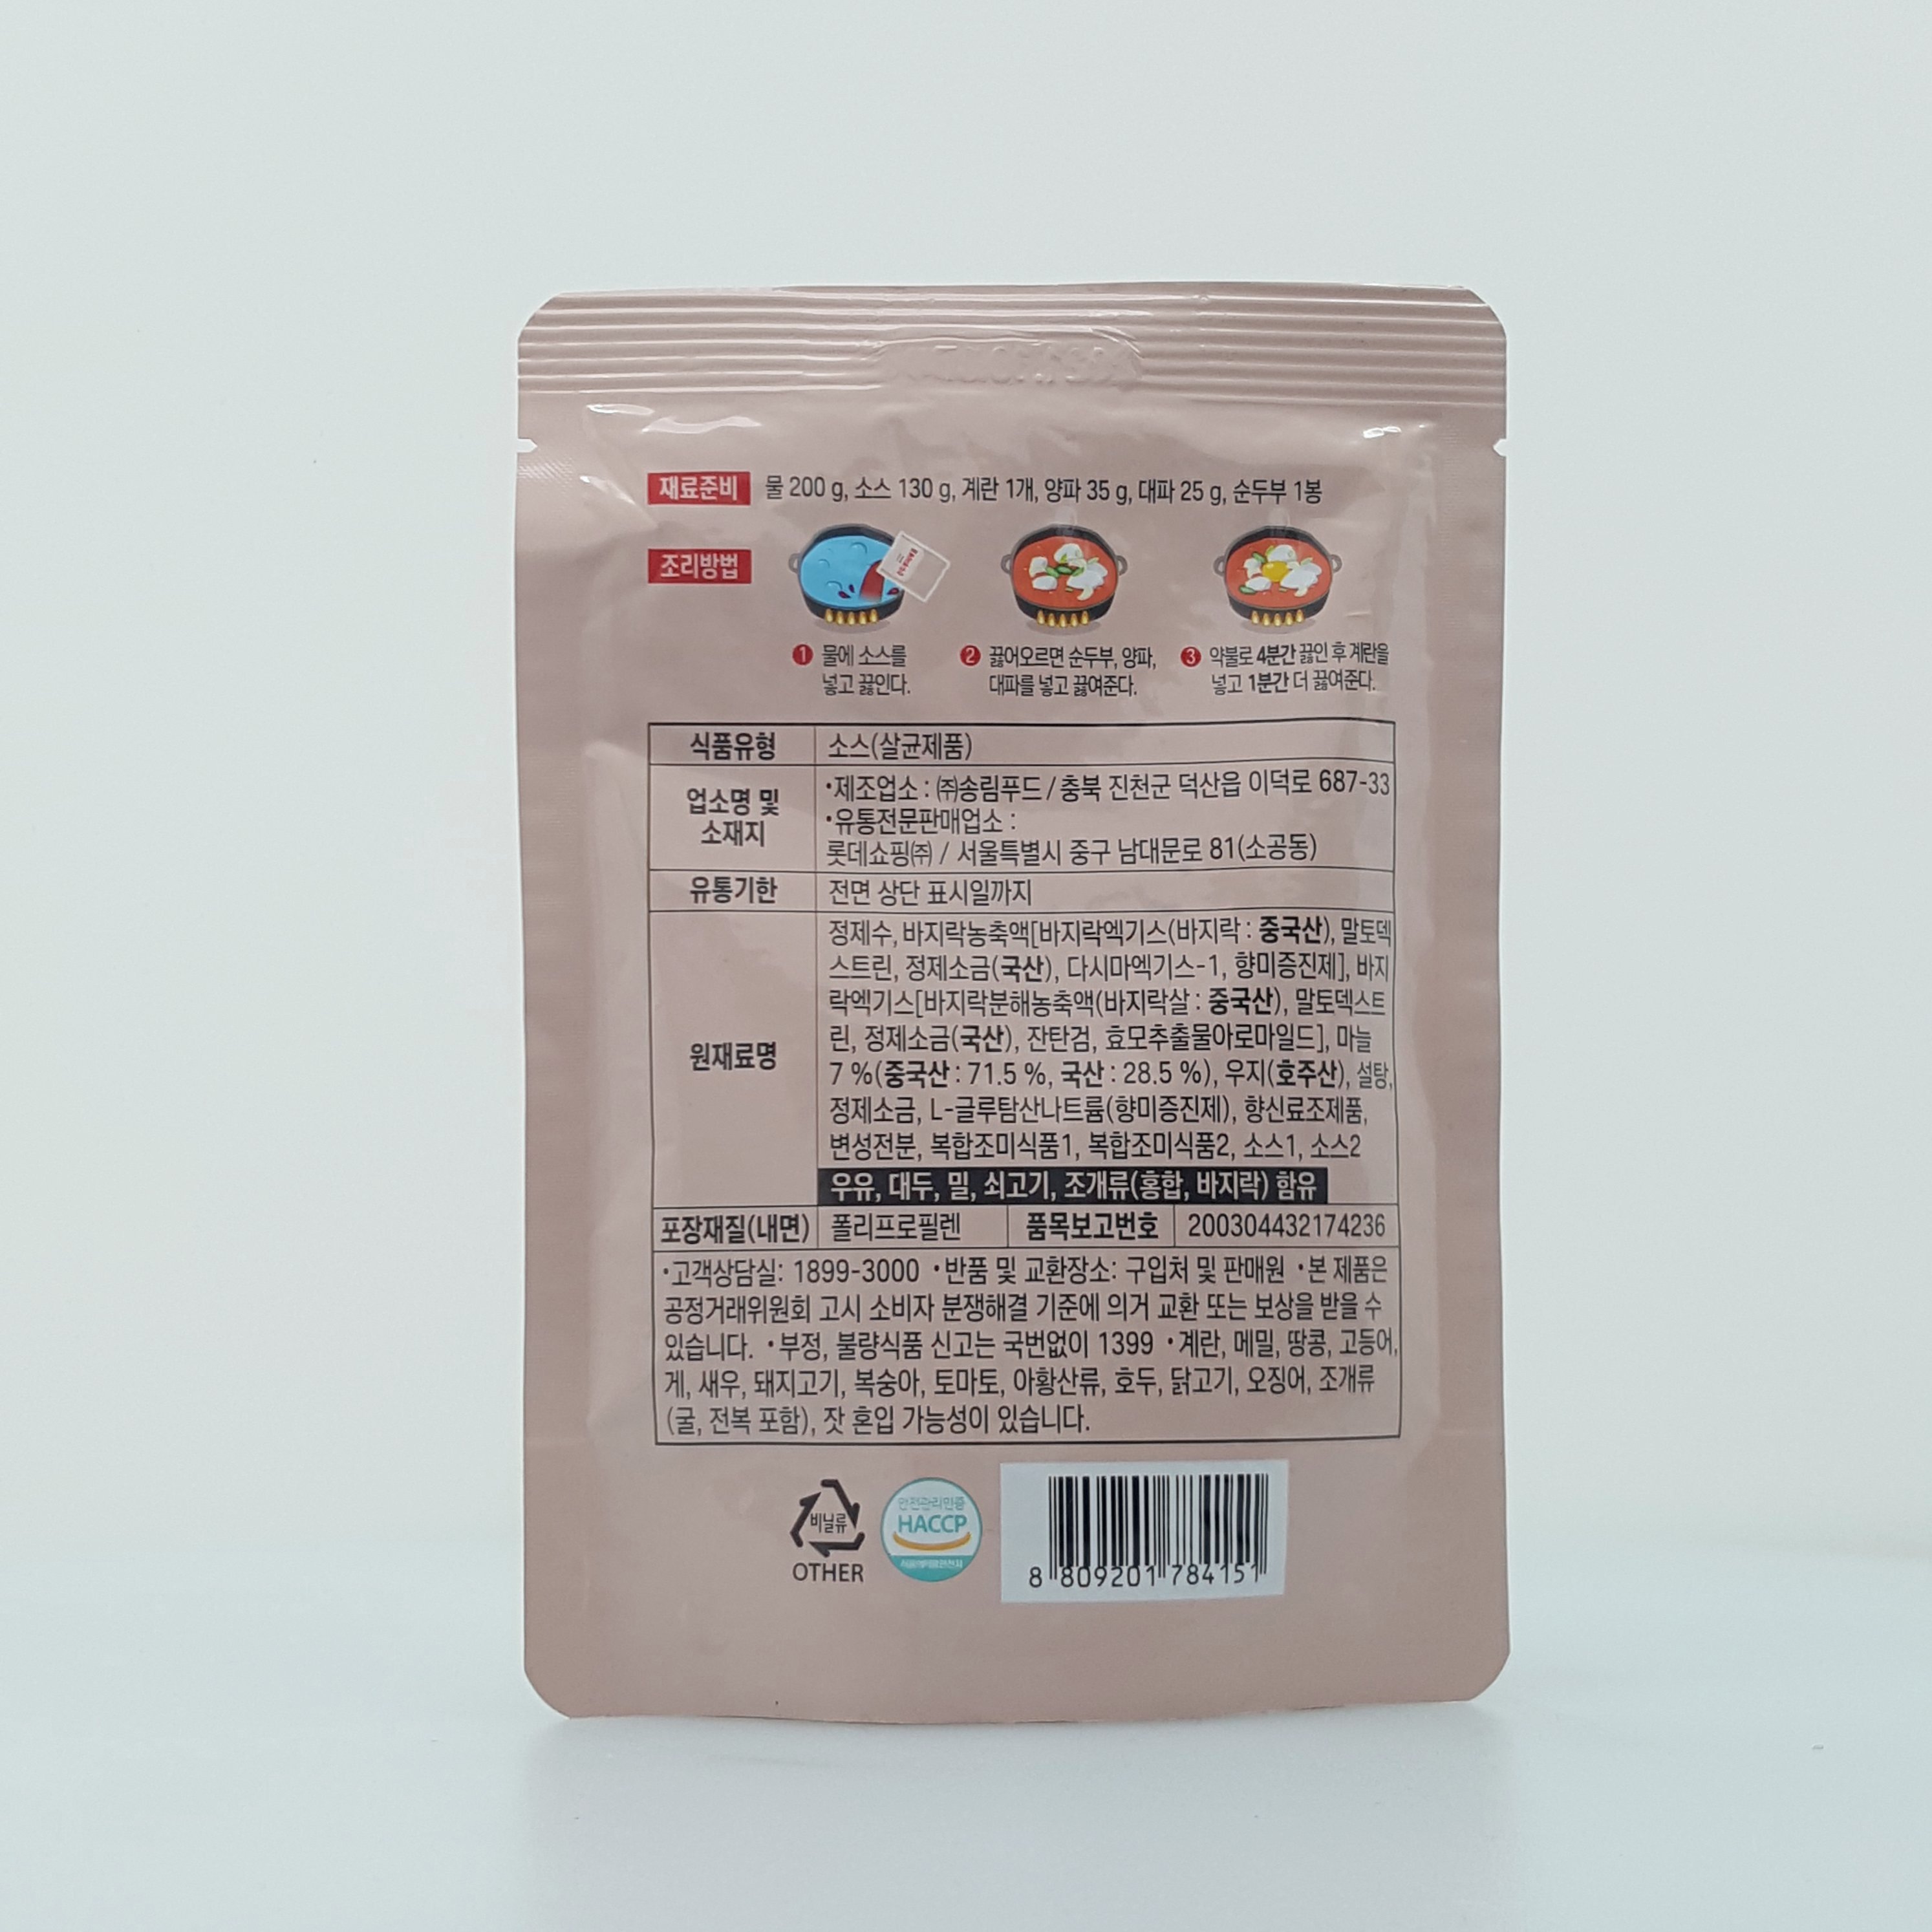 재료준비 물 200 g, 소스 130 g, 계란 1개, 양파 35 g, 대파 25 g, 순두부 1봉
조리방법
1 물에 소스를
넣고 끓인다.
2 끓어오르면 순두부, 양파,
대파를 넣고 끓여준다.
3 약불로 4분간 끓인 후 계란을
넣고 1분간 더 끓여준다.
식품유형 소스(살균제품)
업소명 및
소재지
•제조업소 : ㈜송림푸드 / 충북 진천군 덕산읍 이덕로 687-33
•유통전문판매업소 :
롯데쇼핑㈜ / 서울특별시 중구 남대문로 81(소공동)
유통기한 전면 상단 표시일까지
원재료명
정제수, 바지락농축액[바지락엑기스(바지락 : 중국산), 말토덱
스트린, 정제소금(국산), 다시마엑기스-1, 향미증진제], 바지
락엑기스[바지락분해농축액(바지락살 : 중국산), 말토덱스트
린, 정제소금(국산), 잔탄검, 효모추출물아로마일드], 마늘
7 %(중국산 : 71.5 %, 국산 : 28.5 %), 우지(호주산), 설탕,
정제소금, L-글루탐산나트륨(향미증진제), 향신료조제품,
변성전분, 복합조미식품1, 복합조미식품2, 소스1, 소스2
우유, 대두, 밀, 쇠고기, 조개류(홍합, 바지락) 함유
포장재질(내면) 폴리프로필렌 품목보고번호 200304432174236
•고객상담실: 1899-3000 •반품 및 교환장소: 구입처 및 판매원 •본 제품은
공정거래위원회 고시 소비자 분쟁해결 기준에 의거 교환 또는 보상을 받을 수
있습니다. •부정, 불량식품 신고는 국번없이 1399 •계란, 메밀, 땅콩, 고등어,
게, 새우, 돼지고기, 복숭아, 토마토, 아황산류, 호두, 닭고기, 오징어, 조개류
(굴, 전복 포함), 잣 혼입 가능성이 있습니다.
비닐류
OTHER
안전관리인증
HACCP
8 809201 784151